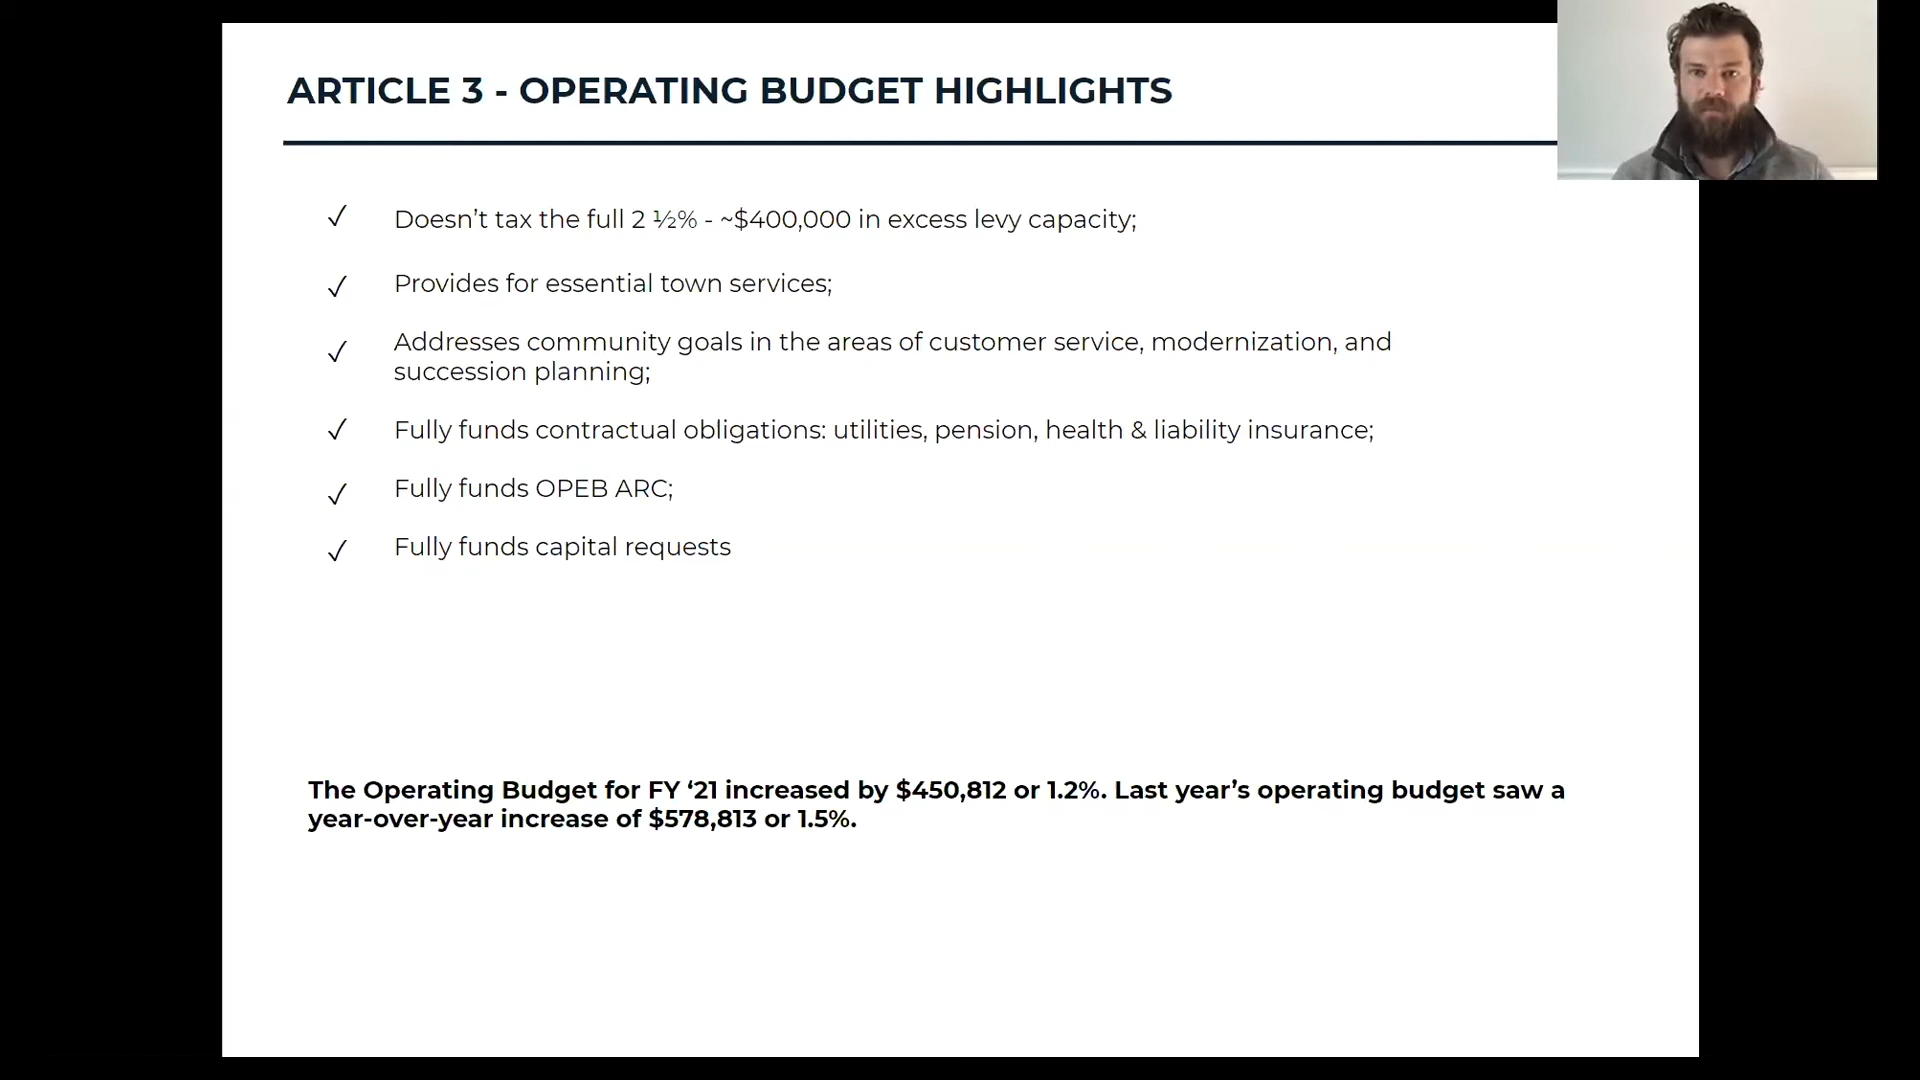 ARTICLE 3 - OPERATING BUDGET HIGHLIGHTS
✓ Doesn’t tax the full 2 ½% - ~$400,000 in excess levy capacity;
✓ Provides for essential town services;
✓ Addresses community goals in the areas of customer service, modernization, and
succession planning;
✓ Fully funds contractual obligations: utilities, pension, health & liability insurance;
✓ Fully funds OPEB ARC;
✓ Fully funds capital requests
The Operating Budget for FY ‘21 increased by $450,812 or 1.2%. Last year’s operating budget saw a
year-over-year increase of $578,813 or 1.5%.